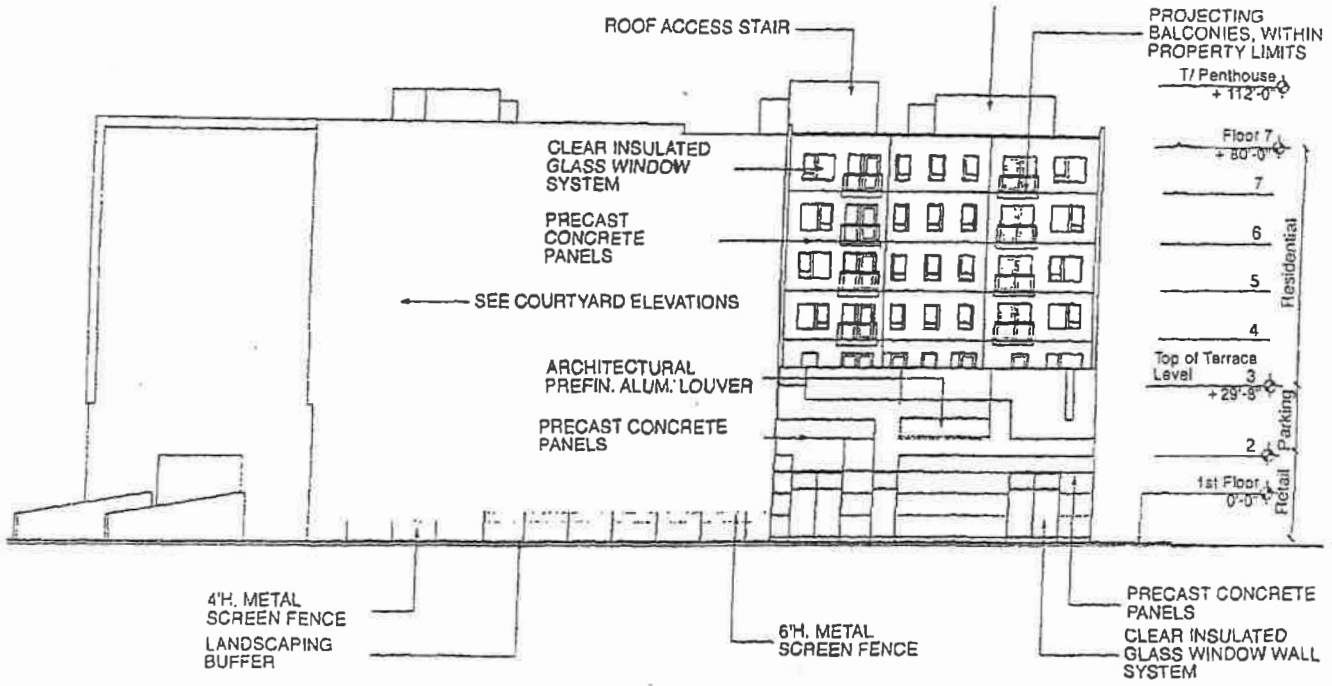 ROOF ACCESS STAIR
PROJECTING
BALCONIES, WITHIN
PROPERTY LIMITS
T/ Penthouse
+ 112'-0"
CLEAR INSULATED
GLASS WINDOW
SYSTEM
Floor 7
+ 80'-0"
7
PRECAST
CONCRETE
PANELS
6
Residential
5
SEE COURTYARD ELEVATIONS
4
ARCHITECTURAL
PREFIN. ALUM. LOUVER
Top of Terrace
Level
3
+ 29'-8"
Parking
PRECAST CONCRETE
PANELS
2
1st Floor
0'-0"
Retail
4'H. METAL
SCREEN FENCE
LANDSCAPING
BUFFER
6'H. METAL
SCREEN FENCE
PRECAST CONCRETE
PANELS
CLEAR INSULATED
GLASS WINDOW WALL
SYSTEM